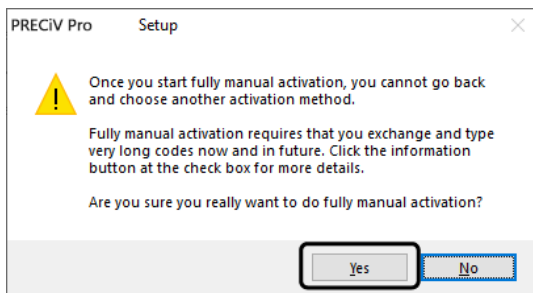 PRECiV Pro Setup
Once you start fully manual activation, you cannot go back
and choose another activation method.
Fully manual activation requires that you exchange and type
very long codes now and in future. Click the information
button at the check box for more details.
Are you sure you really want to do fully manual activation?
Yes No